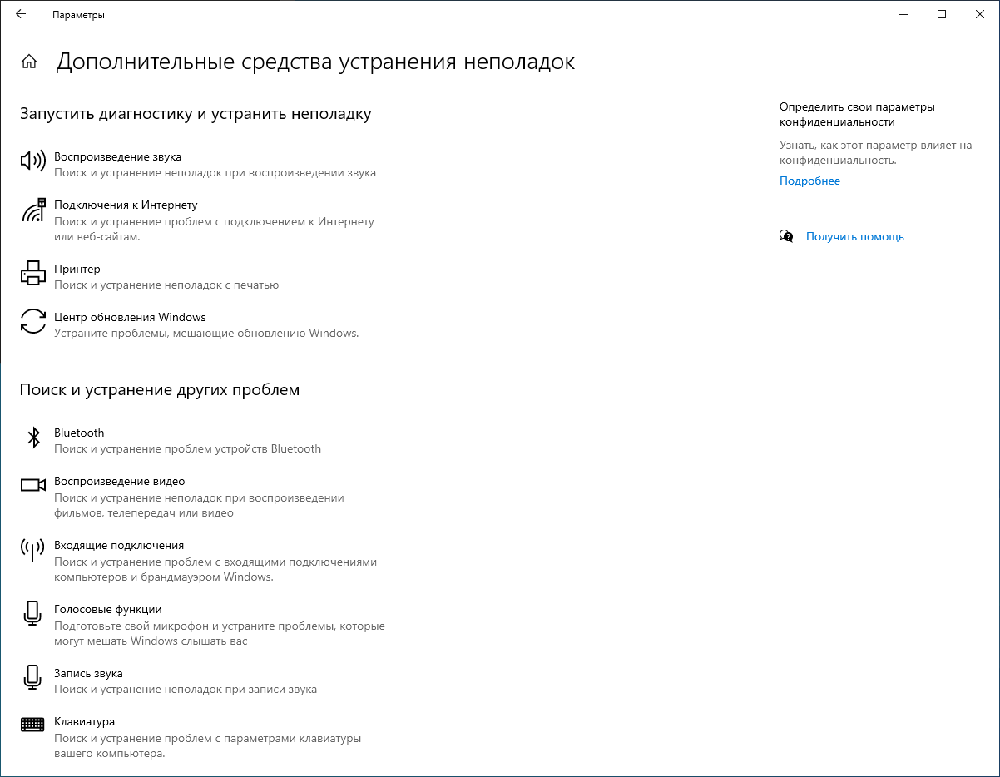 Параметры
Дополнительные средства устранения неполадок
Запустить диагностику и устранить неполадку
Воспроизведение звука
Поиск и устранение неполадок при воспроизведении звука
Подключения к Интернету
Поиск и устранение проблем с подключением к Интернету
или веб-сайтам.
Принтер
Поиск и устранение неполадок с печатью
Центр обновления Windows
Устраните проблемы, мешающие обновлению Windows.
Поиск и устранение других проблем
Bluetooth
Поиск и устранение проблем устройств Bluetooth
Воспроизведение видео
Поиск и устранение неполадок при воспроизведении
фильмов, телепередач или видео
Входящие подключения
Поиск и устранение проблем с входящими подключениями
компьютеров и брандмауэром Windows.
Голосовые функции
Подготовьте свой микрофон и устраните проблемы, которые
могут мешать Windows слышать вас
Запись звука
Поиск и устранение неполадок при записи звука
Клавиатура
Поиск и устранение проблем с параметрами клавиатуры
вашего компьютера.
Определить свои параметры
конфиденциальности
Узнать, как этот параметр влияет на
конфиденциальность.
Подробнее
Получить помощь